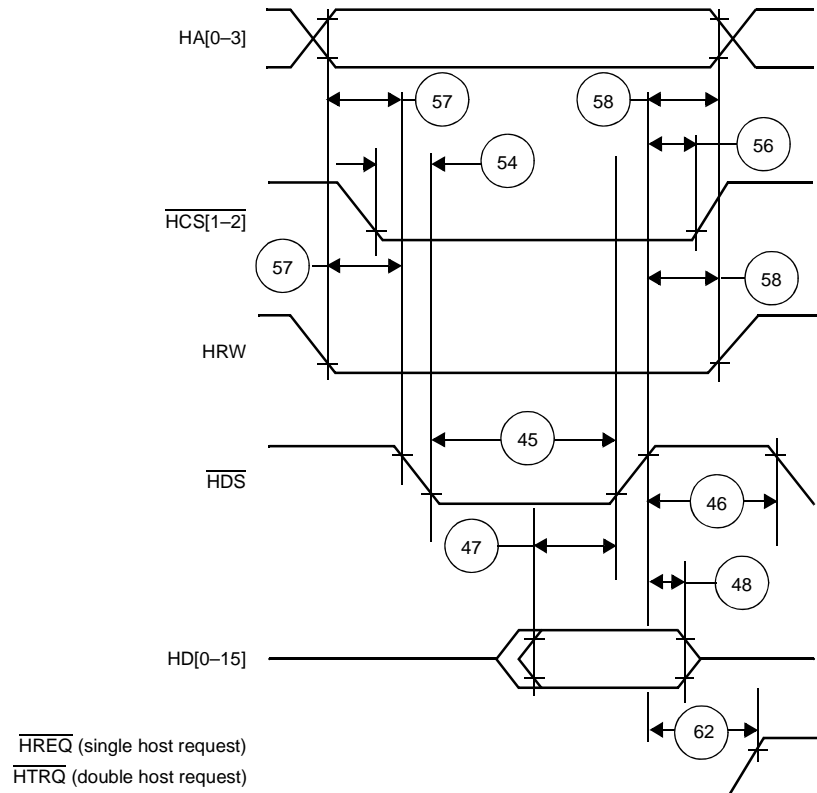 HA[0–3]
57
58
56
54
HCS[1–2]
57
58
HRW
45
HDS
46
47
48
HD[0–15]
62
HREQ (single host request)
HTRQ (double host request)